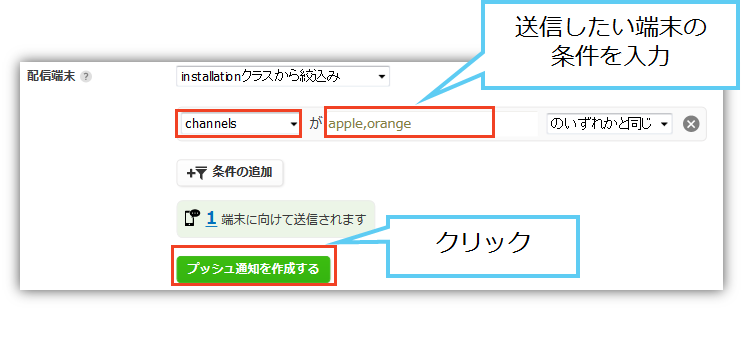 送信したい端末の
条件を入力
配信端末 ?
installationクラスから絞込み
channels が apple,orange のいずれかと同じ
条件の追加
1 端末に向けて送信されます
クリック
プッシュ通知を作成する